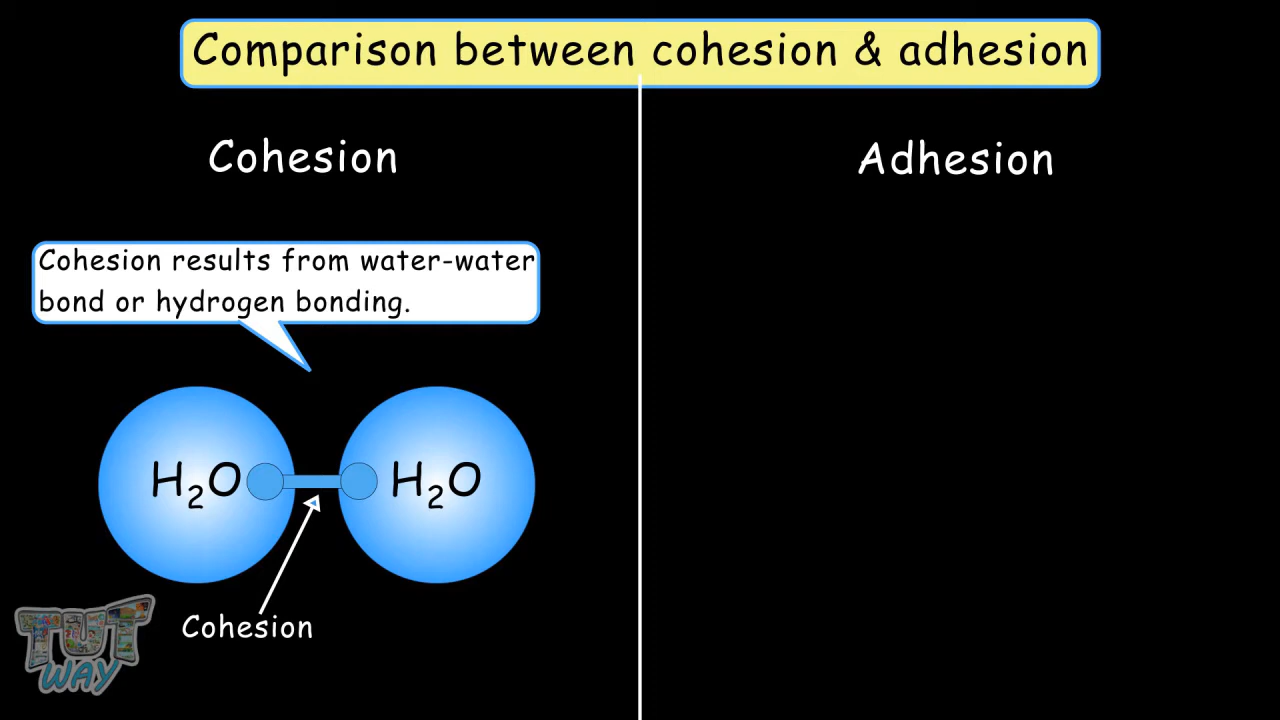 Comparison between cohesion & adhesion
Cohesion
Adhesion
Cohesion results from water-water
bond or hydrogen bonding.
H₂O
H₂O
Cohesion
TUT
WAY